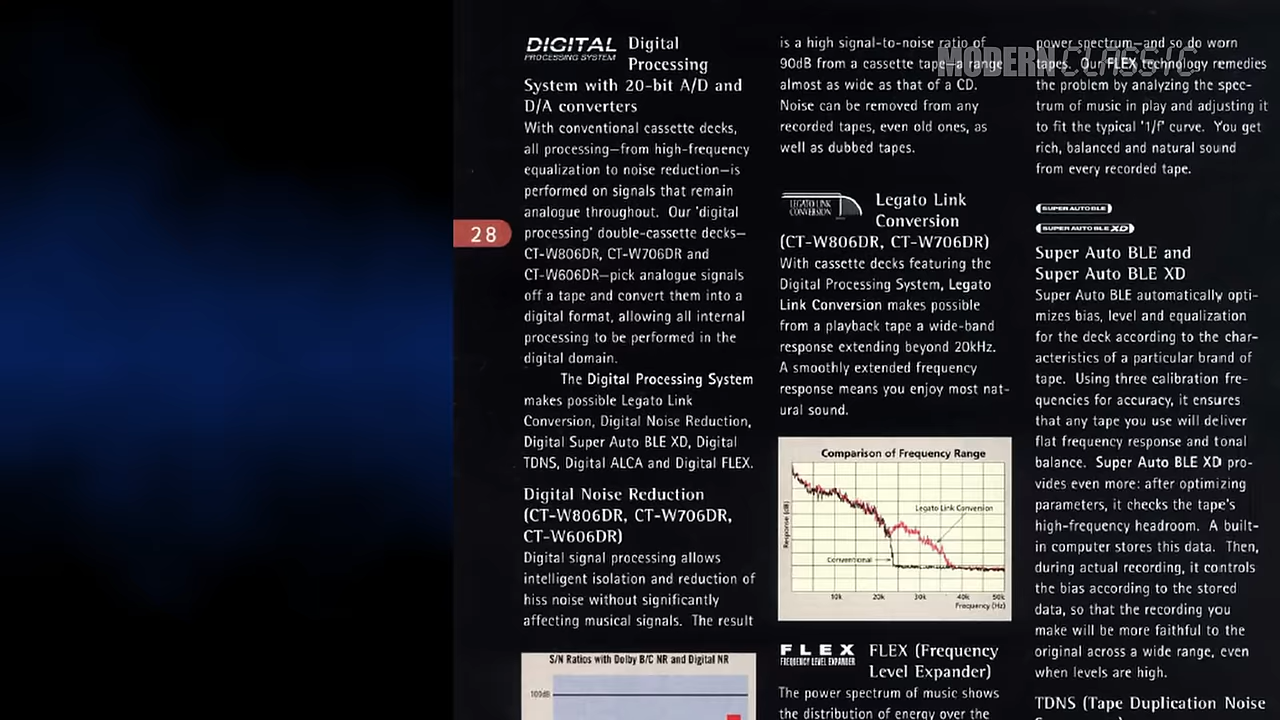 DIGITAL
PROCESSING SYSTEM
Digital
Processing
System with 20-bit A/D and
D/A converters
With conventional cassette decks,
all processing—from high-frequency
equalization to noise reduction—is
performed on signals that remain
analogue throughout. Our 'digital
processing' double-cassette decks—
CT-W806DR, CT-W706DR and
CT-W606DR—pick analogue signals
off a tape and convert them into a
digital format, allowing all internal
processing to be performed in the
digital domain.
The Digital Processing System
makes possible Legato Link
Conversion, Digital Noise Reduction,
Digital Super Auto BLE XD, Digital
TDNS, Digital ALCA and Digital FLEX.
Digital Noise Reduction
(CT-W806DR, CT-W706DR,
CT-W606DR)
Digital signal processing allows
intelligent isolation and reduction of
hiss noise without significantly
affecting musical signals. The result
S/N Ratios with Dolby B/C NR and Digital NR
100dB
28
is a high signal-to-noise ratio of
90dB from a cassette tape—a range
almost as wide as that of a CD.
Noise can be removed from any
recorded tapes, even old ones, as
well as dubbed tapes.
LEGATO LINK
CONVERSION
Legato Link
Conversion
(CT-W806DR, CT-W706DR)
With cassette decks featuring the
Digital Processing System, Legato
Link Conversion makes possible
from a playback tape a wide-band
response extending beyond 20kHz.
A smoothly extended frequency
response means you enjoy most nat-
ural sound.
Comparison of Frequency Range
Response (dB)
Legato Link Conversion
Conventional
10k 20k 30k 40k 50k
Frequency (Hz)
FLEX
FREQUENCY LEVEL EXPANDER
FLEX (Frequency
Level Expander)
The power spectrum of music shows
the distribution of energy over the
MODERN CLASSIC
power spectrum—and so do worn
tapes. Our FLEX technology remedies
the problem by analyzing the spec-
trum of music in play and adjusting it
to fit the typical '1/f' curve. You get
rich, balanced and natural sound
from every recorded tape.
SUPER AUTO BLE
SUPER AUTO BLE XD
Super Auto BLE and
Super Auto BLE XD
Super Auto BLE automatically opti-
mizes bias, level and equalization
for the deck according to the char-
acteristics of a particular brand of
tape. Using three calibration fre-
quencies for accuracy, it ensures
that any tape you use will deliver
flat frequency response and tonal
balance. Super Auto BLE XD pro-
vides even more: after optimizing
parameters, it checks the tape's
high-frequency headroom. A built-
in computer stores this data. Then,
during actual recording, it controls
the bias according to the stored
data, so that the recording you
make will be more faithful to the
original across a wide range, even
when levels are high.
TDNS (Tape Duplication Noise